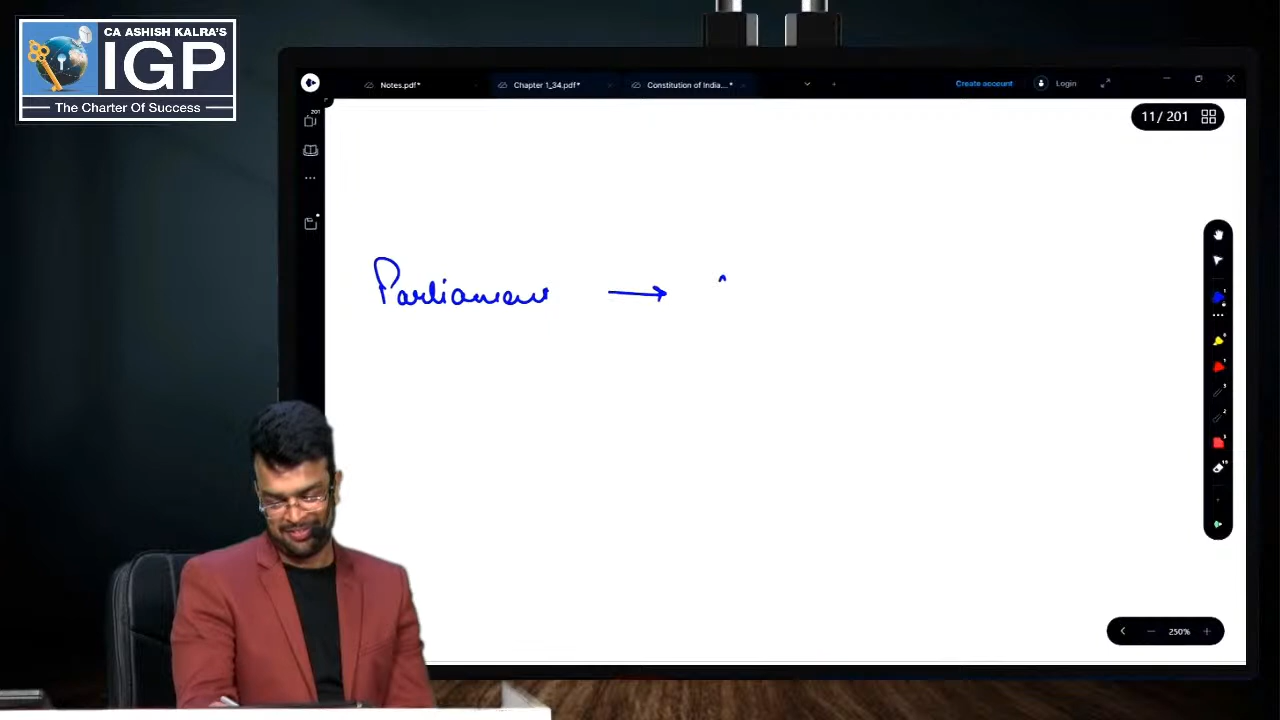 CA ASHISH KALRA'S
IGP
The Charter Of Success
Notes.pdf*
Chapter 1_34.pdf*
Constitution of India....*
Create account
Login
201
11/ 201
Parliament →
250%